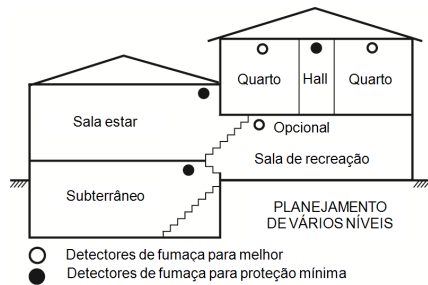 Quarto
Hall
Quarto
Sala estar
Opcional
Sala de recreação
Subterrâneo
PLANEJAMENTO
DE VÁRIOS NÍVEIS
Detectores de fumaça para melhor
Detectores de fumaça para proteção mínima